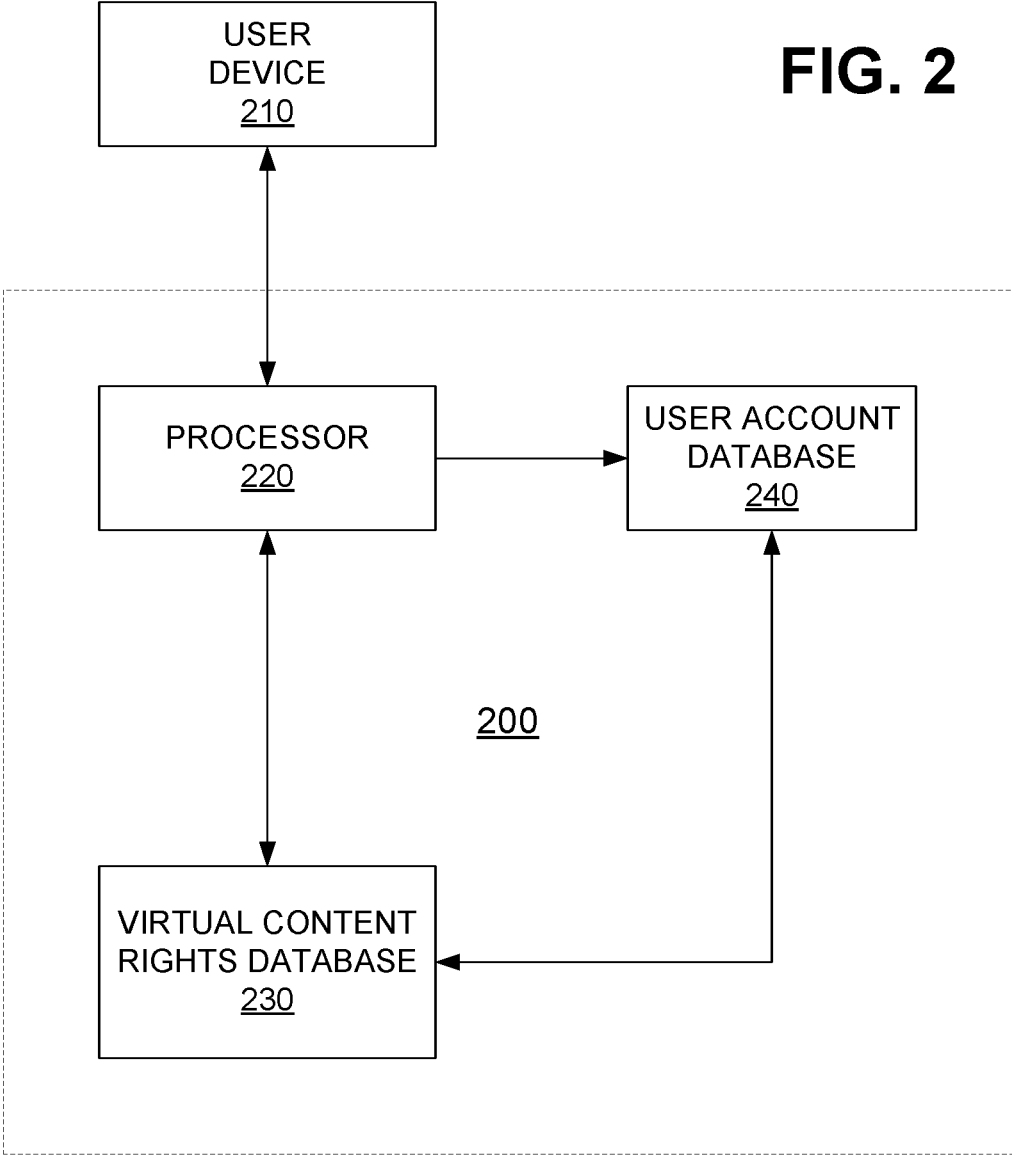 USER
DEVICE
210
FIG. 2
PROCESSOR
220
USER ACCOUNT
DATABASE
240
200
VIRTUAL CONTENT
RIGHTS DATABASE
230